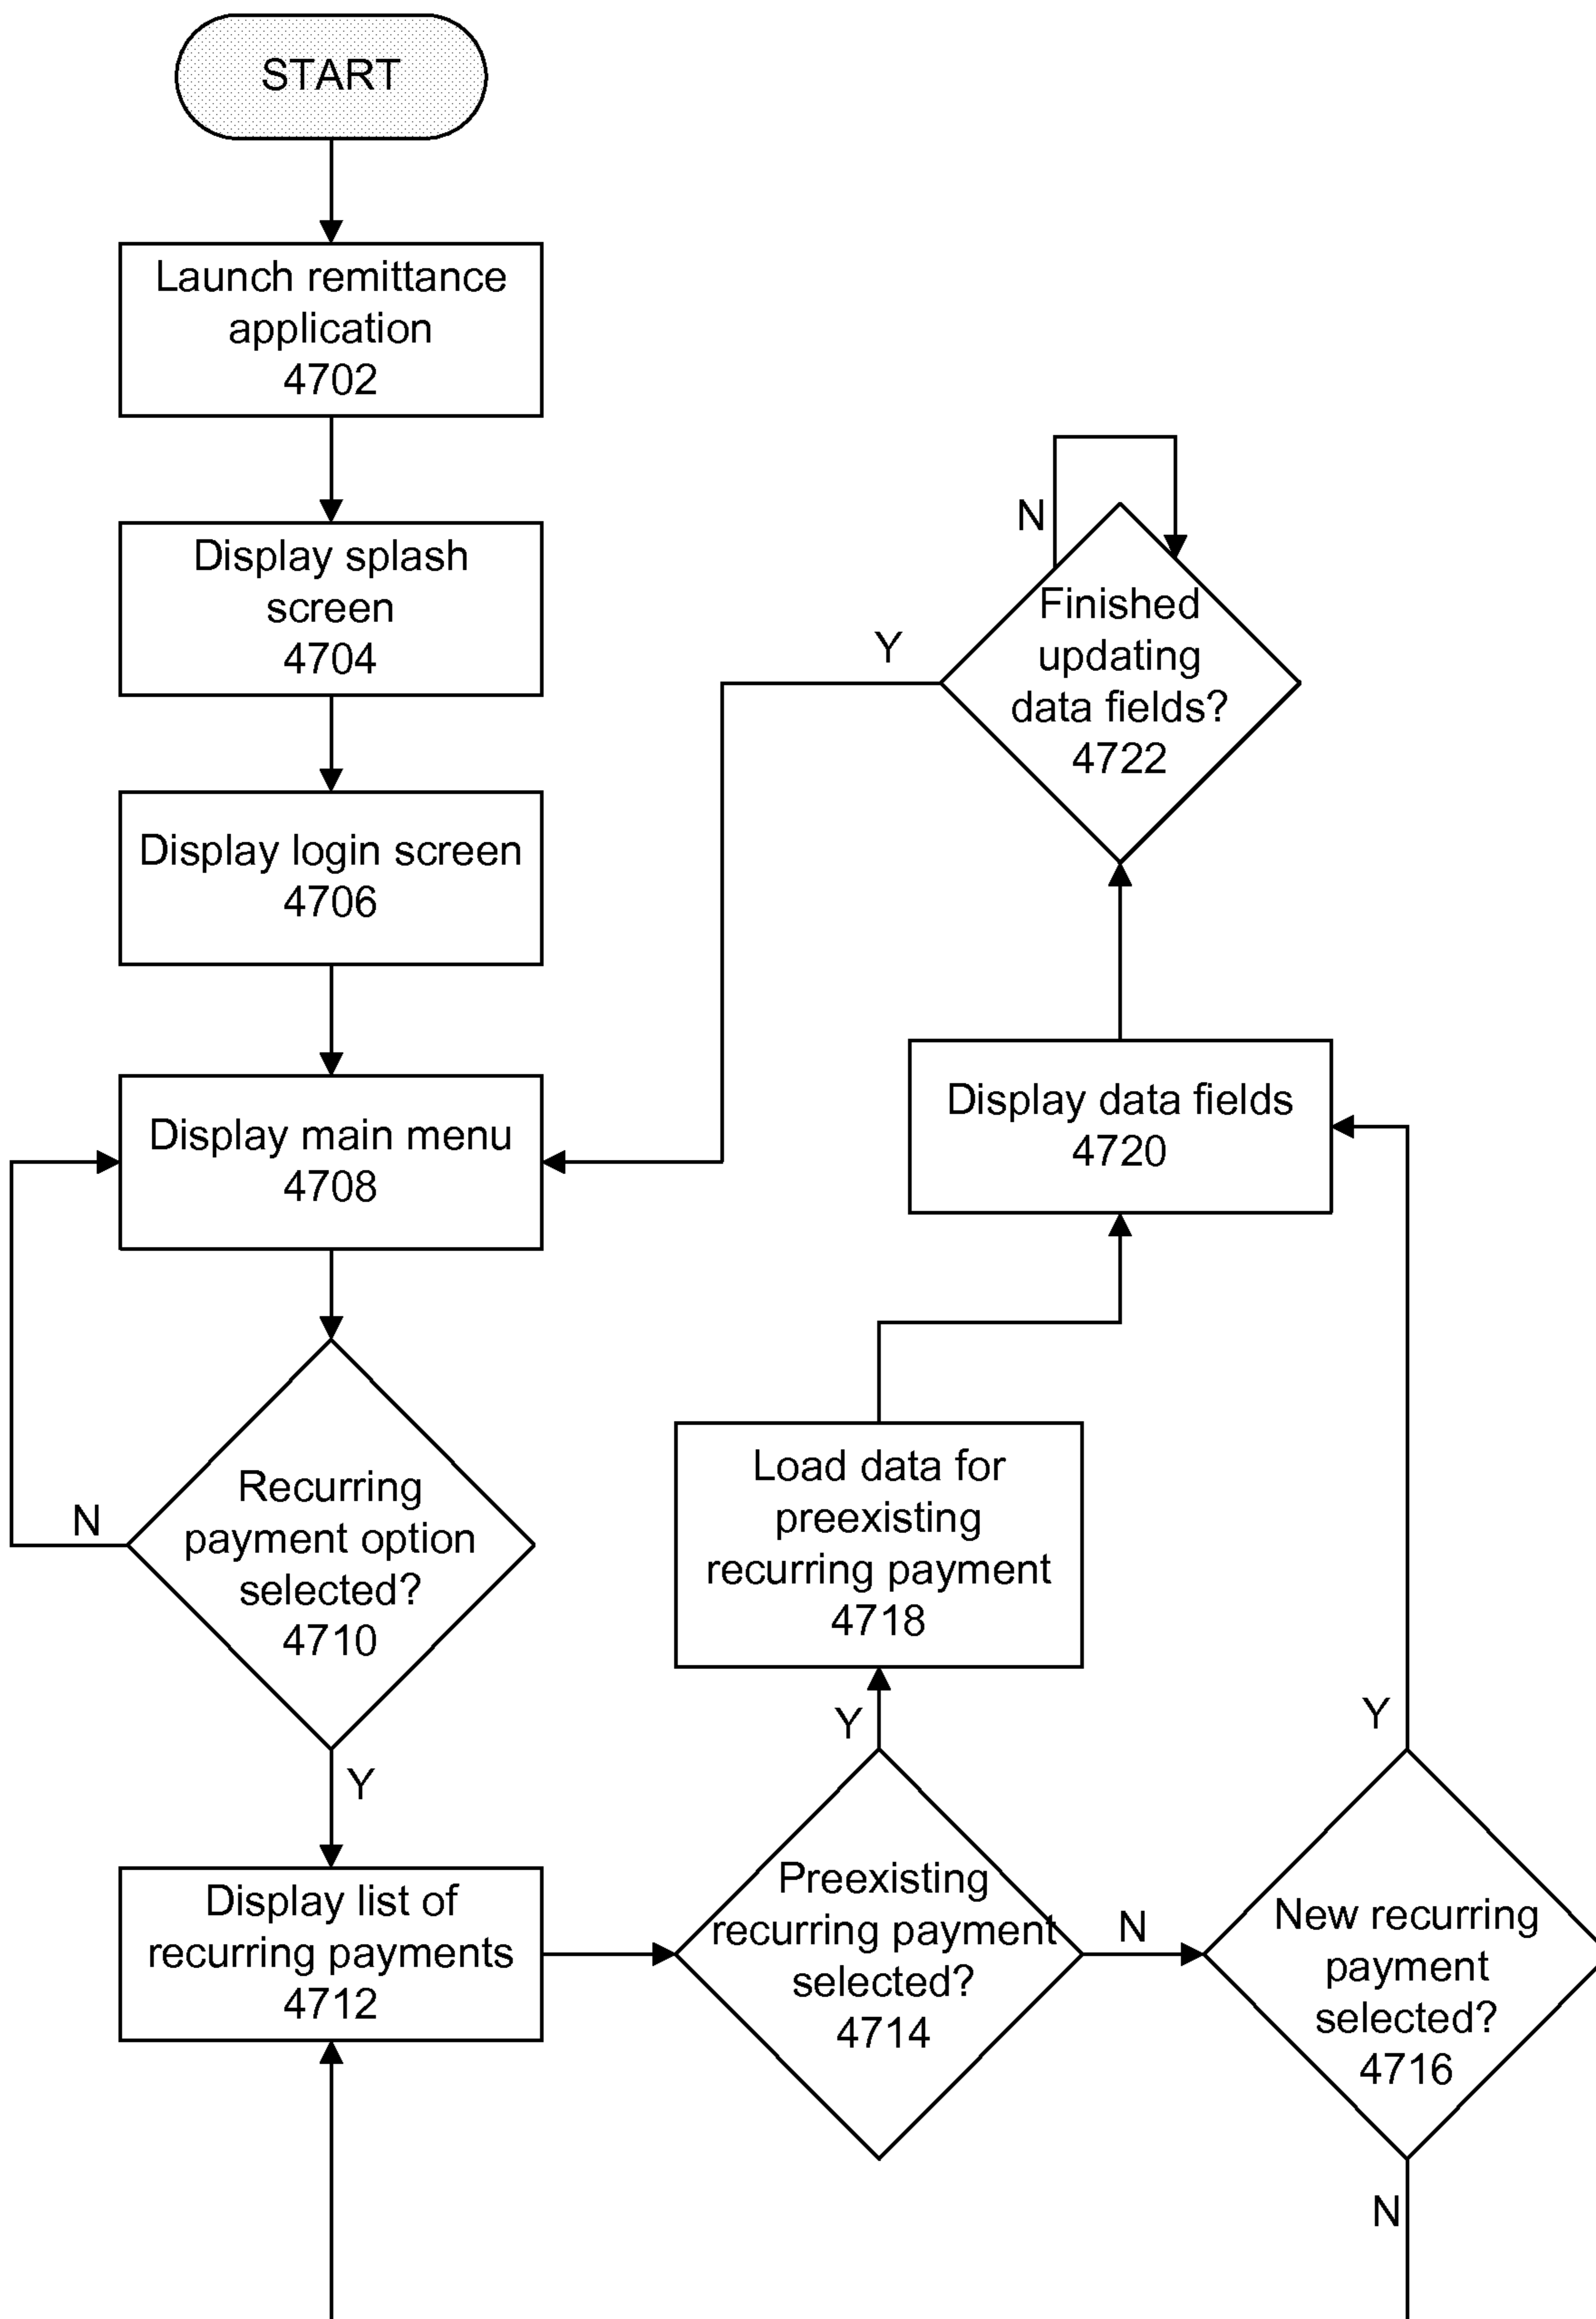 START
Launch remittance
application
4702
Display splash
screen
4704
Display login screen
4706
Display main menu
4708
Recurring
payment option
selected?
4710
N
Y
Display list of
recurring payments
4712
Preexisting
recurring payment
selected?
4714
Y
N
New recurring
payment
selected?
4716
Y
N
Load data for
preexisting
recurring payment
4718
Display data fields
4720
Finished
updating
data fields?
4722
N
Y